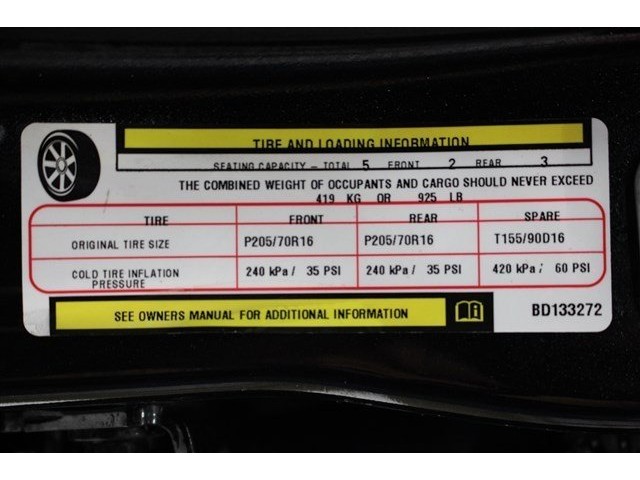 TIRE AND LOADING INFORMATION
SEATING CAPACITY – TOTAL 5 FRONT 2 REAR 3
THE COMBINED WEIGHT OF OCCUPANTS AND CARGO SHOULD NEVER EXCEED
419 KG OR 925 LB
TIRE FRONT REAR SPARE
ORIGINAL TIRE SIZE P205/70R16 P205/70R16 T155/90D16
COLD TIRE INFLATION 240 kPa/ 35 PSI 240 kPa/ 35 PSI 420 kPa/ 60 PSI
PRESSURE
SEE OWNERS MANUAL FOR ADDITIONAL INFORMATION
BD133272